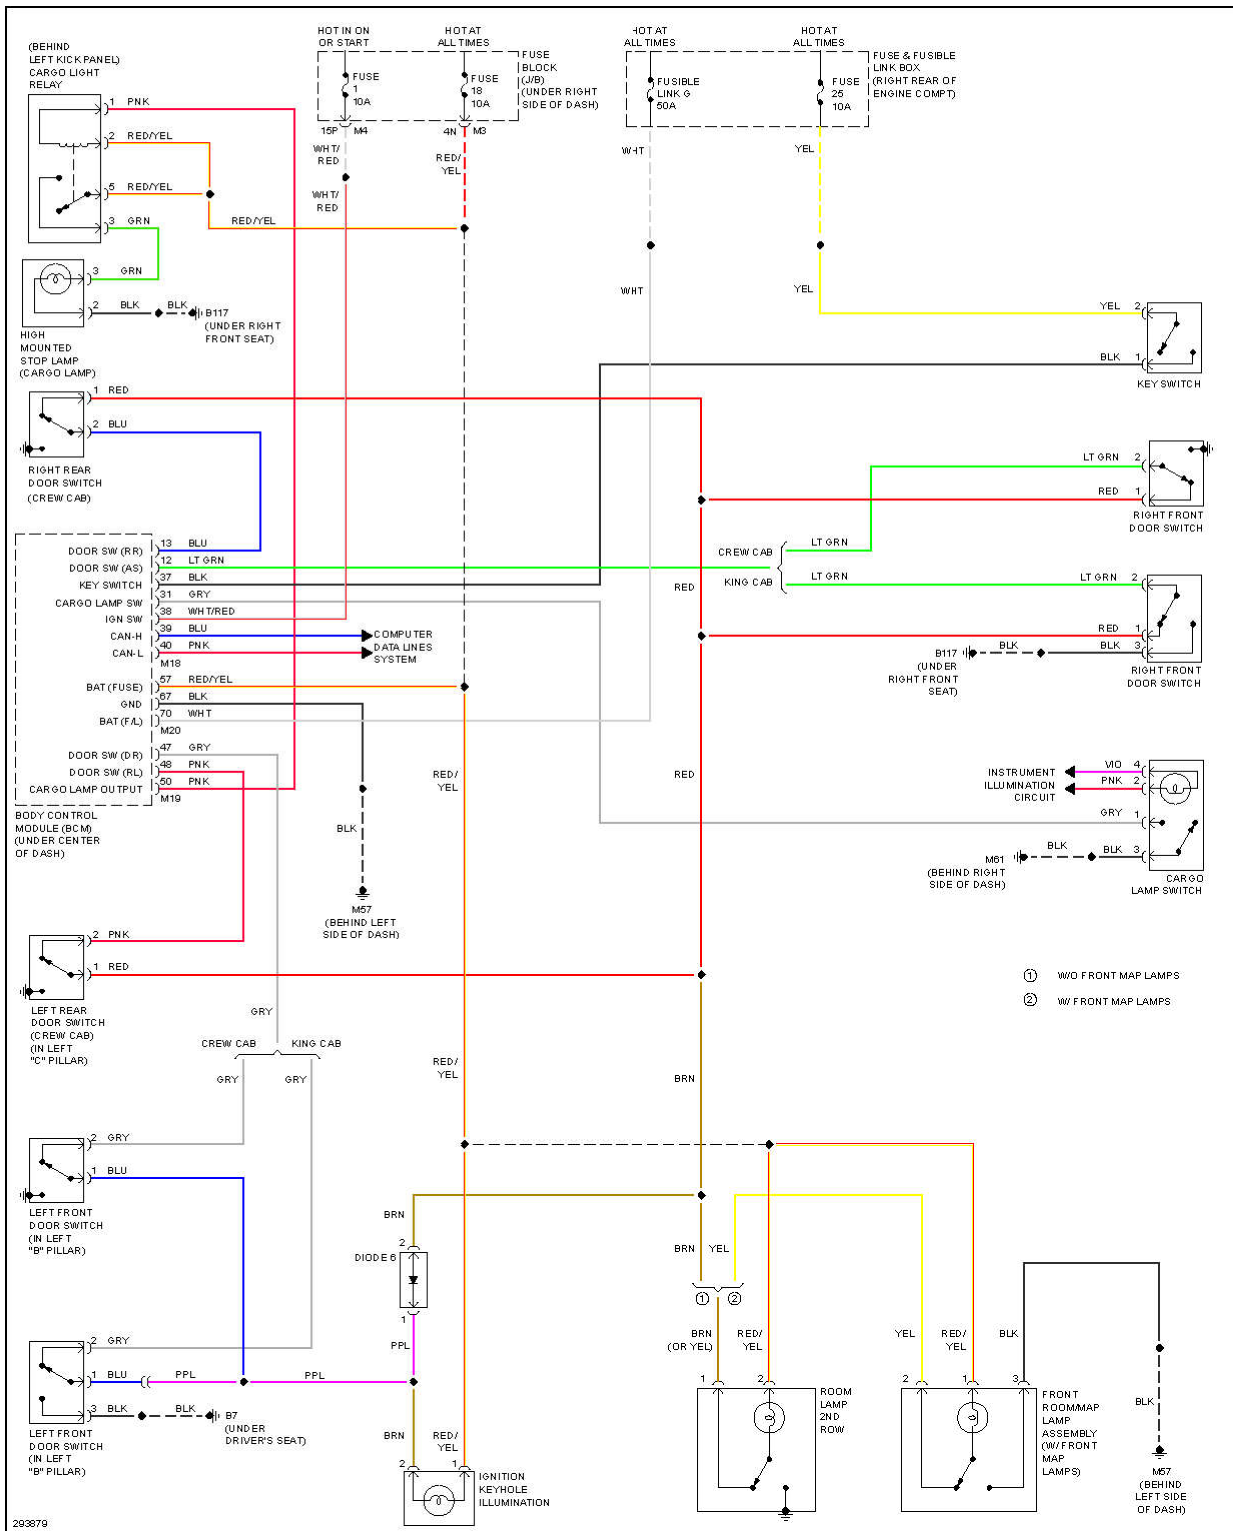 (BEHIND
LEFT KICK PANEL)
CARGO LIGHT
RELAY
HOT IN ON
OR START
HOT AT
ALL TIMES
HOT AT
ALL TIMES
HOT AT
ALL TIMES
FUSE
1
10A
FUSE
18
10A
FUSE
BLOCK
(J/B)
(UNDER RIGHT
SIDE OF DASH)
FUSIBLE
LINK G
50A
FUSE
25
10A
FUSE & FUSIBLE
LINK BOX
(RIGHT REAR OF
ENGINE COMPT)
1 PNK
2 RED/YEL
5 RED/YEL
3 GRN
15P M4
4N M3
WHT/
RED
WHT/
RED
RED/
YEL
WHT
YEL
RED/YEL
3 GRN
2 BLK BLK
B117
(UNDER RIGHT
FRONT SEAT)
HIGH
MOUNTED
STOP LAMP
(CARGO LAMP)
WHT
YEL
YEL 2
BLK 1
KEY SWITCH
1 RED
2 BLU
RIGHT REAR
DOOR SWITCH
(CREW CAB)
LT GRN 2
RED 1
RIGHT FRONT
DOOR SWITCH
DOOR SW (RR) 13 BLU
DOOR SW (AS) 12 LT GRN
KEY SWITCH 37 BLK
CARGO LAMP SW 31 GRY
IGN SW 38 WHT/RED
CAN-H 39 BLU
CAN-L 40 PNK
M18
BAT (FUSE) 57 RED/YEL
GND 67 BLK
BAT (F/L) 70 WHT
M20
DOOR SW (DR) 47 GRY
DOOR SW (RL) 48 PNK
CARGO LAMP OUTPUT 50 PNK
M19
BODY CONTROL
MODULE (BCM)
(UNDER CENTER
OF DASH)
COMPUTER
DATA LINES
SYSTEM
CREW CAB LT GRN
KING CAB LT GRN
RED
LT GRN 2
RED 1
BLK 3
BLK
B117
(UNDER
RIGHT FRONT
SEAT)
RIGHT FRONT
DOOR SWITCH
RED/
YEL
RED
INSTRUMENT
ILLUMINATION
CIRCUIT
VIO 4
PNK 2
GRY 1
BLK BLK 3
M61
(BEHIND RIGHT
SIDE OF DASH)
CARGO
LAMP SWITCH
BLK
M57
(BEHIND LEFT
SIDE OF DASH)
2 PNK
1 RED
LEFT REAR
DOOR SWITCH
(CREW CAB)
(IN LEFT
"C" PILLAR)
1 W/O FRONT MAP LAMPS
2 W/ FRONT MAP LAMPS
GRY
CREW CAB KING CAB
GRY GRY
RED/
YEL
BRN
2 GRY
1 BLU
LEFT FRONT
DOOR SWITCH
(IN LEFT
"B" PILLAR)
BRN
2
DIODE 6
1
PPL
BRN YEL
1 2
BRN
(OR YEL)
RED/
YEL
YEL
RED/
YEL
BLK
2 GRY
1 BLU PPL PPL
3 BLK BLK
B7
(UNDER
DRIVER'S SEAT)
LEFT FRONT
DOOR SWITCH
(IN LEFT
"B" PILLAR)
BRN
RED/
YEL
2 1
IGNITION
KEYHOLE
ILLUMINATION
1 2
ROOM
LAMP
2ND
ROW
2 1 3
FRONT
ROOM/MAP
LAMP
ASSEMBLY
(W/ FRONT
MAP
LAMPS)
BLK
M57
(BEHIND
LEFT SIDE
OF DASH)
293879